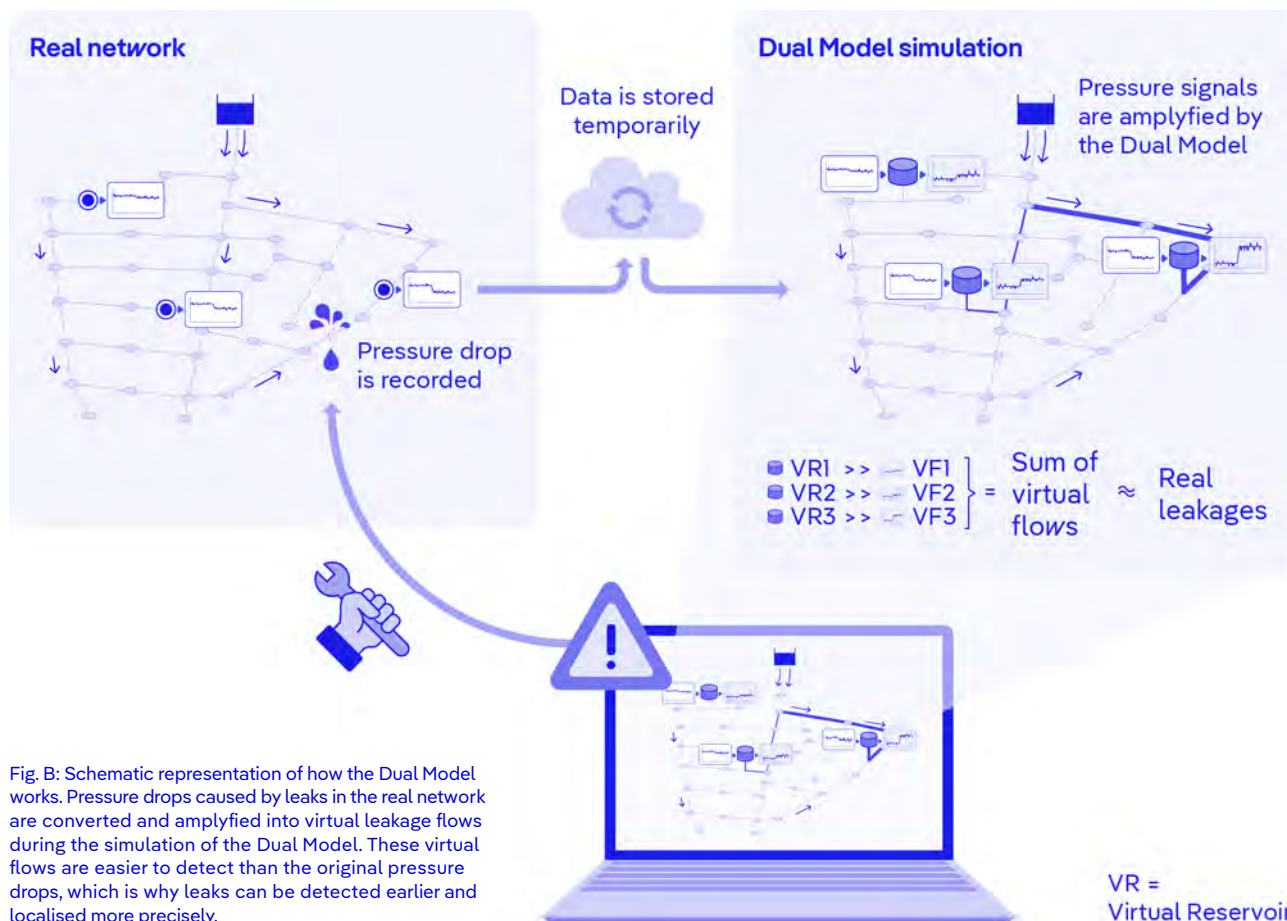 Real network
Dual Model simulation
Data is stored
temporarily
Pressure signals
are amplyfied by
the Dual Model
Pressure drop
is recorded
VR1 >> VF1
VR2 >> VF2
VR3 >> VF3
= Sum of
virtual
flows
≈ Real
leakages
!
Fig. B: Schematic representation of how the Dual Model
works. Pressure drops caused by leaks in the real network
are converted and amplyfied into virtual leakage flows
during the simulation of the Dual Model. These virtual
flows are easier to detect than the original pressure
drops, which is why leaks can be detected earlier and
localised more precisely.
VR =
Virtual Reservoir